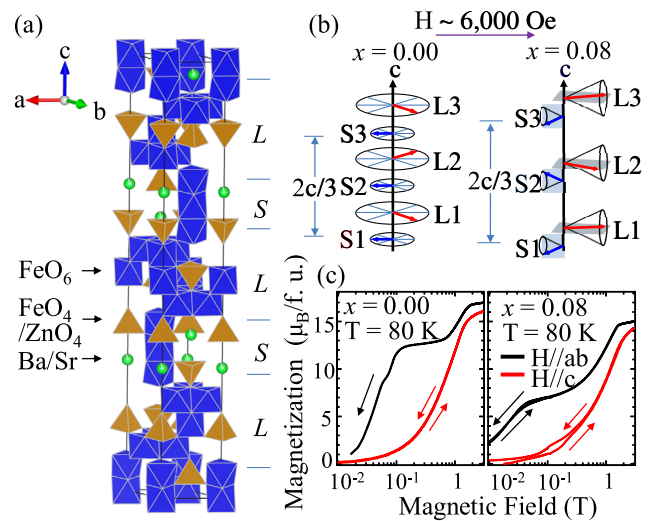 (a)
c
a
b
L
S
L
S
L
FeO6
FeO4
/ZnO4
Ba/Sr
(b)
H ~ 6,000 Oe
x = 0.00
x = 0.08
c
c
L3
S3
L2
2c/3
S2
L1
S1
L3
S3
L2
2c/3
S2
L1
S1
(c)
Magnetization (μB/f. u.)
15
10
5
0
x = 0.00
T = 80 K
x = 0.08
T = 80 K
H//ab
H//c
10-2
10-1
1
10-2
10-1
1
Magnetic Field (T)